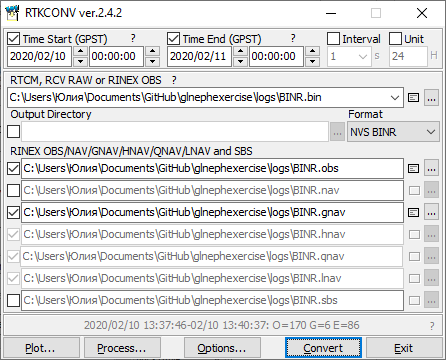 RTKCONV ver.2.4.2
Time Start (GPST) ? Time End (GPST) ? Interval Unit
2020/02/10 00:00:00 2020/02/11 00:00:00 1 s 24 H
RTCM, RCV RAW or RINEX OBS ?
C:\Users\Юлия\Documents\GitHub\glnephexercise\logs\BINR.bin ...
Output Directory Format
... NVS BINR
RINEX OBS/NAV/GNAV/HNAV/QNAV/LNAV and SBS
C:\Users\Юлия\Documents\GitHub\glnephexercise\logs\BINR.obs ...
C:\Users\Юлия\Documents\GitHub\glnephexercise\logs\BINR.nav ...
C:\Users\Юлия\Documents\GitHub\glnephexercise\logs\BINR.gnav ...
C:\Users\Юлия\Documents\GitHub\glnephexercise\logs\BINR.hnav ...
C:\Users\Юлия\Documents\GitHub\glnephexercise\logs\BINR.qnav ...
C:\Users\Юлия\Documents\GitHub\glnephexercise\logs\BINR.lnav ...
C:\Users\Юлия\Documents\GitHub\glnephexercise\logs\BINR.sbs ...
2020/02/10 13:37:46-02/10 13:40:37: O=170 G=6 E=86 ?
Plot... Process... Options... Convert Exit